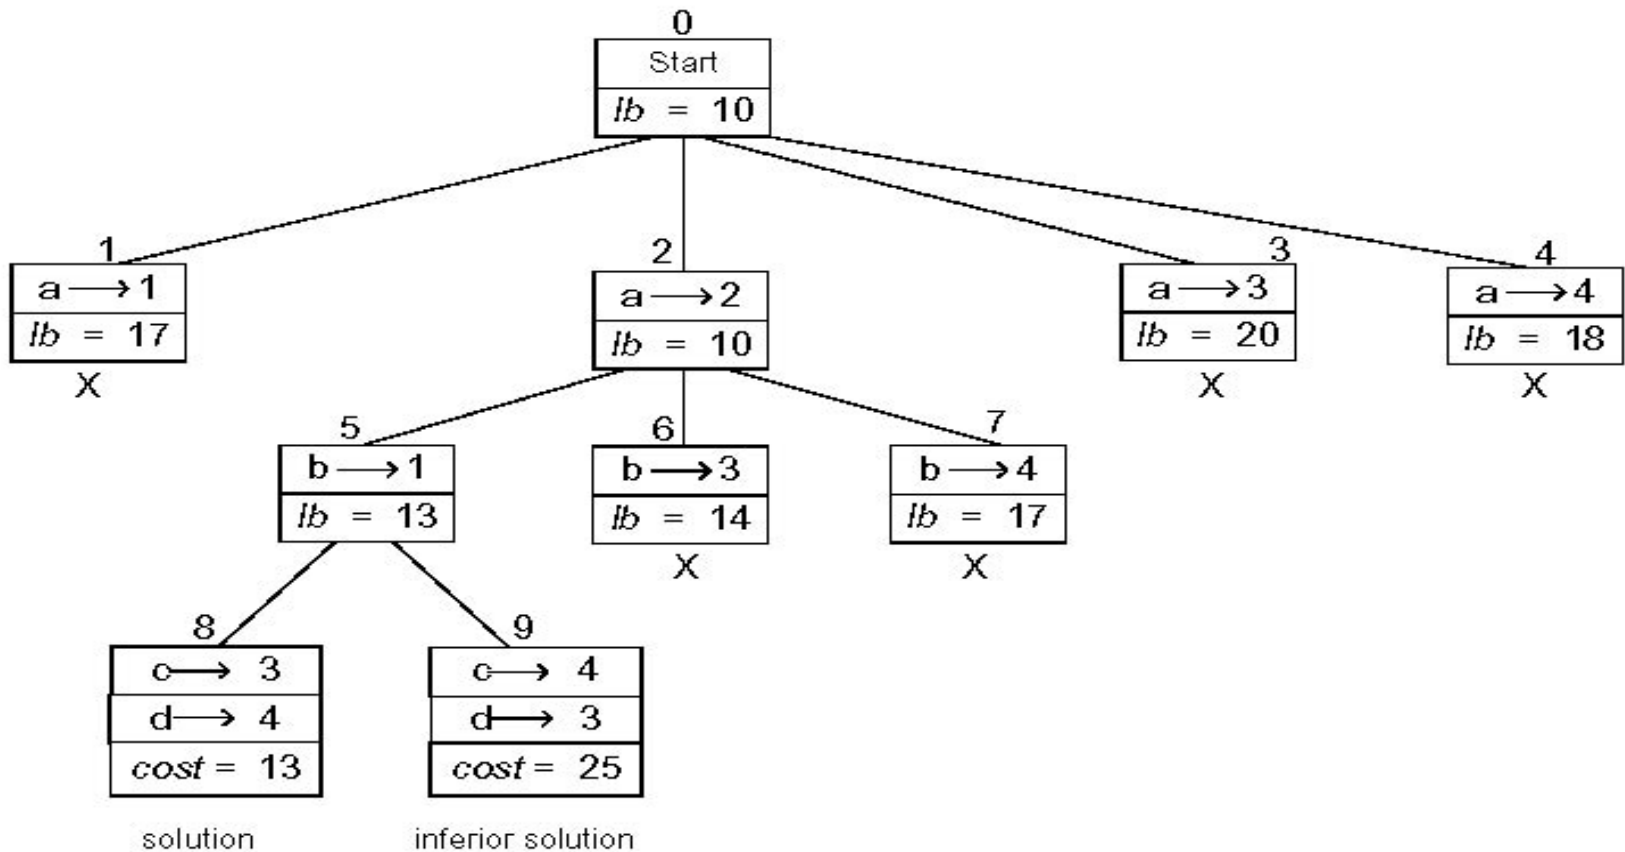 0
Start
lb = 10
1
a → 1
lb = 17
X
2
a → 2
lb = 10
3
a → 3
lb = 20
X
4
a → 4
lb = 18
X
5
b → 1
lb = 13
6
b → 3
lb = 14
X
7
b → 4
lb = 17
X
8
c → 3
d → 4
cost = 13
solution
9
c → 4
d → 3
cost = 25
inferior solution